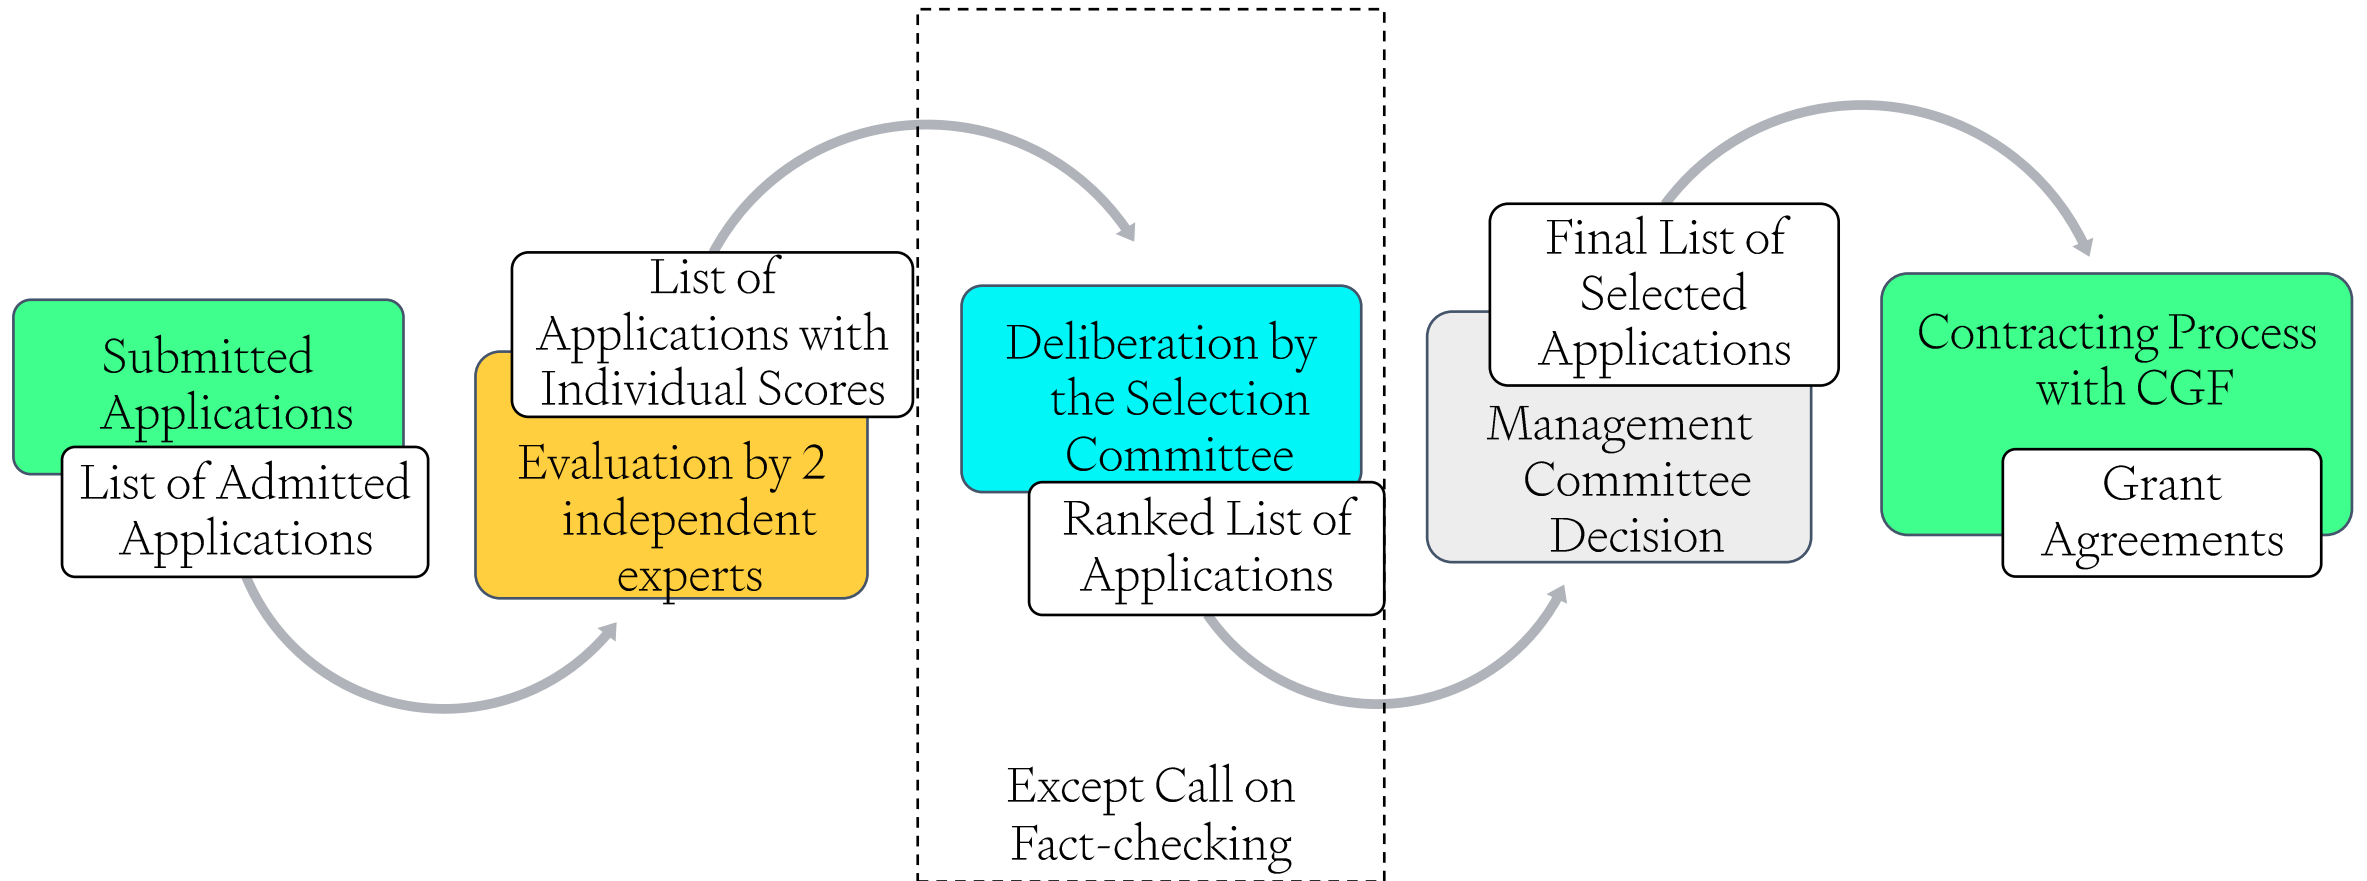 Submitted
Applications
List of Admitted
Applications
List of
Applications with
Individual Scores
Evaluation by 2
independent
experts
Deliberation by
the Selection
Committee
Ranked List of
Applications
Except Call on
Fact-checking
Final List of
Selected
Applications
Management
Committee
Decision
Contracting Process
with CGF
Grant
Agreements